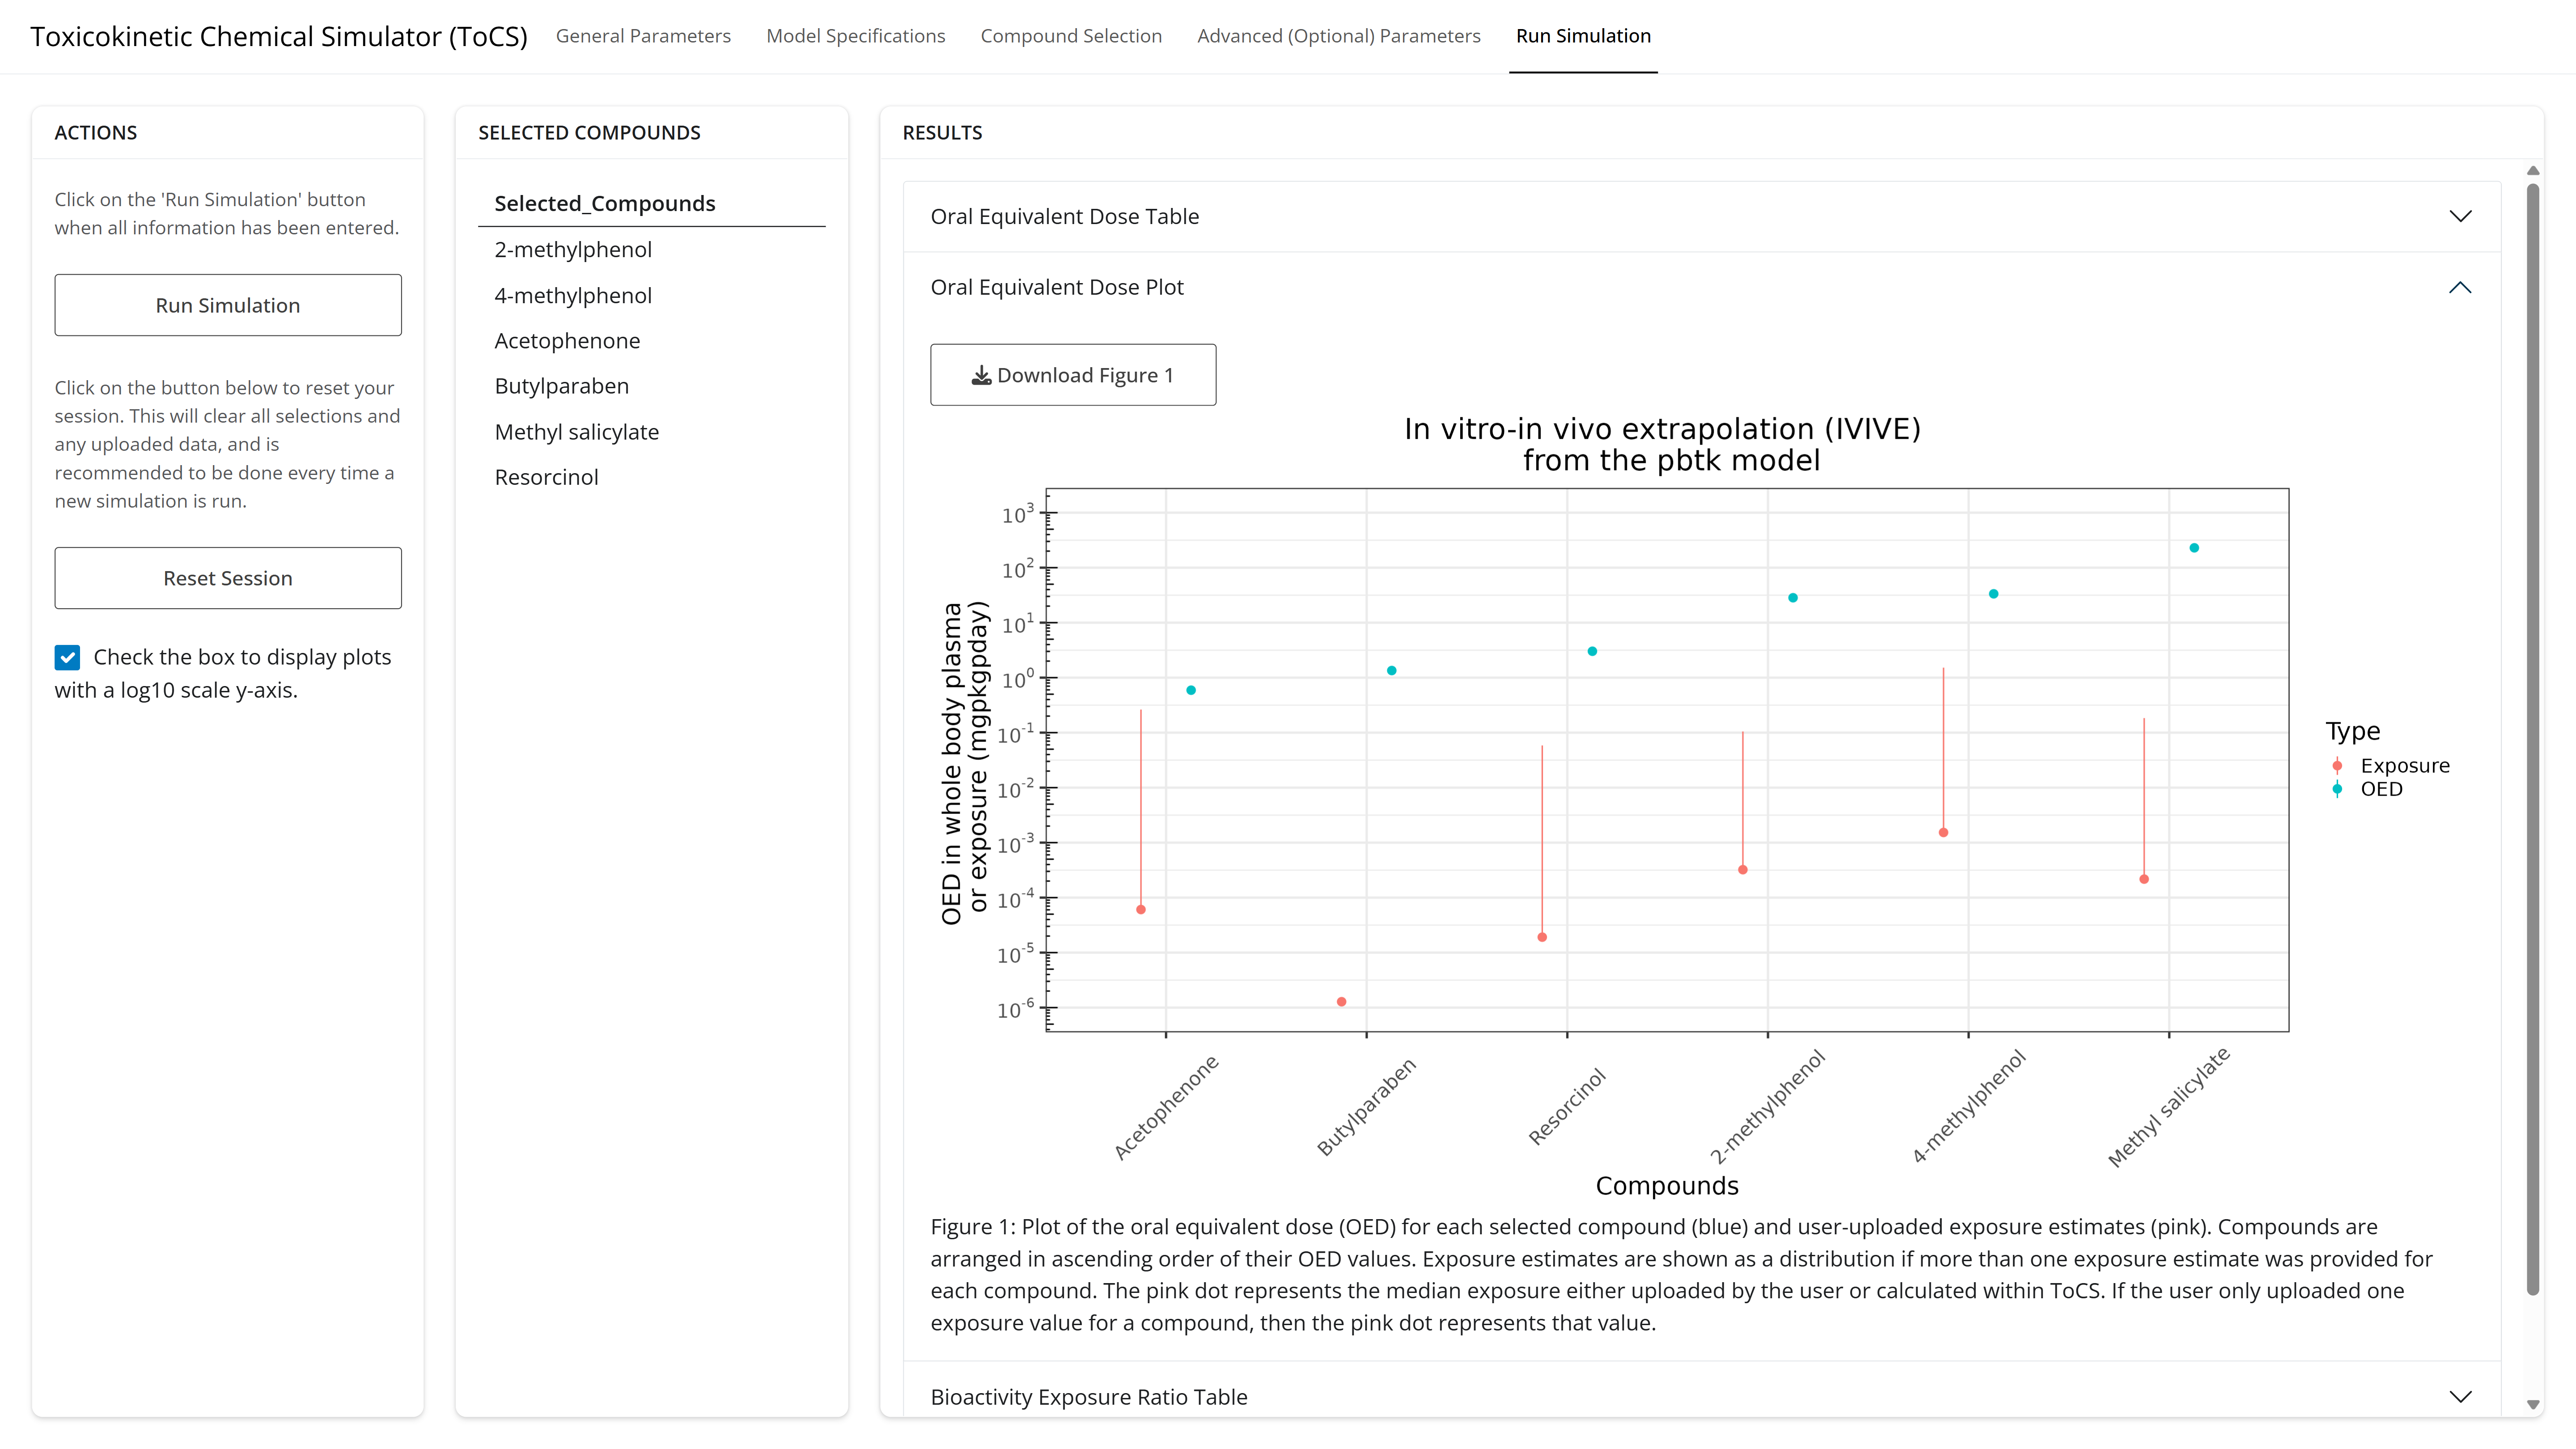 Toxicokinetic Chemical Simulator (ToCS)
General Parameters
Model Specifications
Compound Selection
Advanced (Optional) Parameters
Run Simulation
ACTIONS
Click on the 'Run Simulation' button
when all information has been entered.
Run Simulation
Click on the button below to reset your
session. This will clear all selections and
any uploaded data, and is
recommended to be done every time a
new simulation is run.
Reset Session
Check the box to display plots
with a log10 scale y-axis.
SELECTED COMPOUNDS
Selected_Compounds
2-methylphenol
4-methylphenol
Acetophenone
Butylparaben
Methyl salicylate
Resorcinol
RESULTS
Oral Equivalent Dose Table
Oral Equivalent Dose Plot
Download Figure 1
In vitro-in vivo extrapolation (IVIVE)
from the pbtk model
OED in whole body plasma
or exposure (mgpkgpday)
10³
10²
10¹
10⁰
10⁻¹
10⁻²
10⁻³
10⁻⁴
10⁻⁵
10⁻⁶
Acetophenone
Butylparaben
Resorcinol
2-methylphenol
4-methylphenol
Methyl salicylate
Compounds
Type
Exposure
OED
Figure 1: Plot of the oral equivalent dose (OED) for each selected compound (blue) and user-uploaded exposure estimates (pink). Compounds are
arranged in ascending order of their OED values. Exposure estimates are shown as a distribution if more than one exposure estimate was provided for
each compound. The pink dot represents the median exposure either uploaded by the user or calculated within ToCS. If the user only uploaded one
exposure value for a compound, then the pink dot represents that value.
Bioactivity Exposure Ratio Table